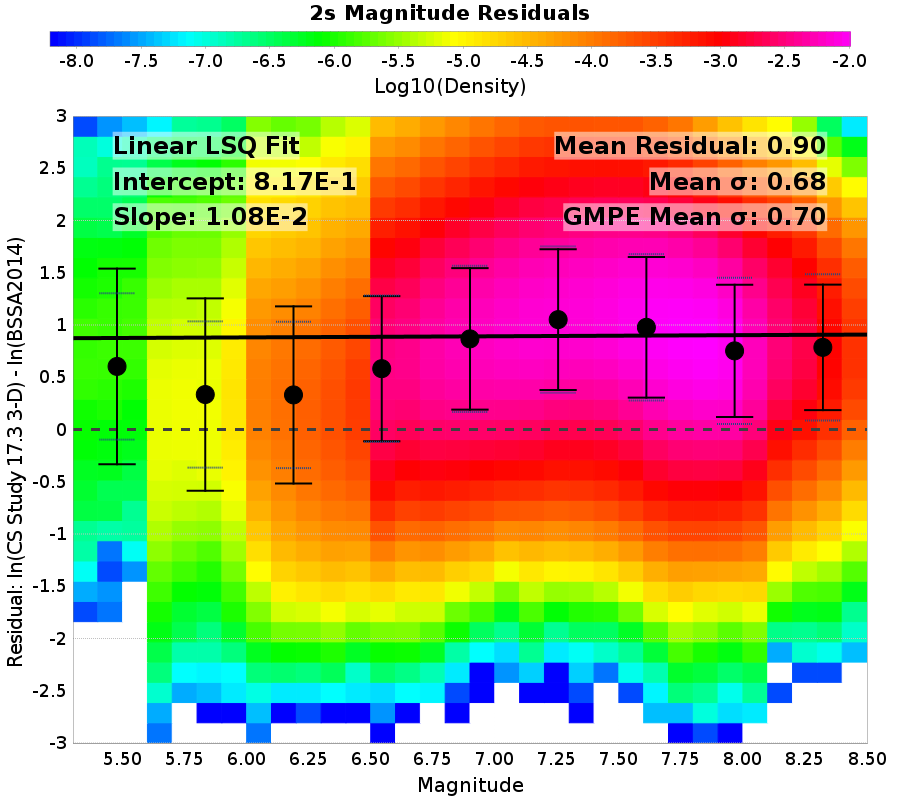 2s Magnitude Residuals
-8.0 -7.5 -7.0 -6.5 -6.0 -5.5 -5.0 -4.5 -4.0 -3.5 -3.0 -2.5 -2.0
Log10(Density)
Linear LSQ Fit
Intercept: 8.17E-1
Slope: 1.08E-2
Mean Residual: 0.90
Mean σ: 0.68
GMPE Mean σ: 0.70
Residual: ln(CS Study 17.3 3-D) - ln(BSSA2014)
3
2.5
2
1.5
1
0.5
0
-0.5
-1
-1.5
-2
-2.5
-3
5.50 5.75 6.00 6.25 6.50 6.75 7.00 7.25 7.50 7.75 8.00 8.25 8.50
Magnitude